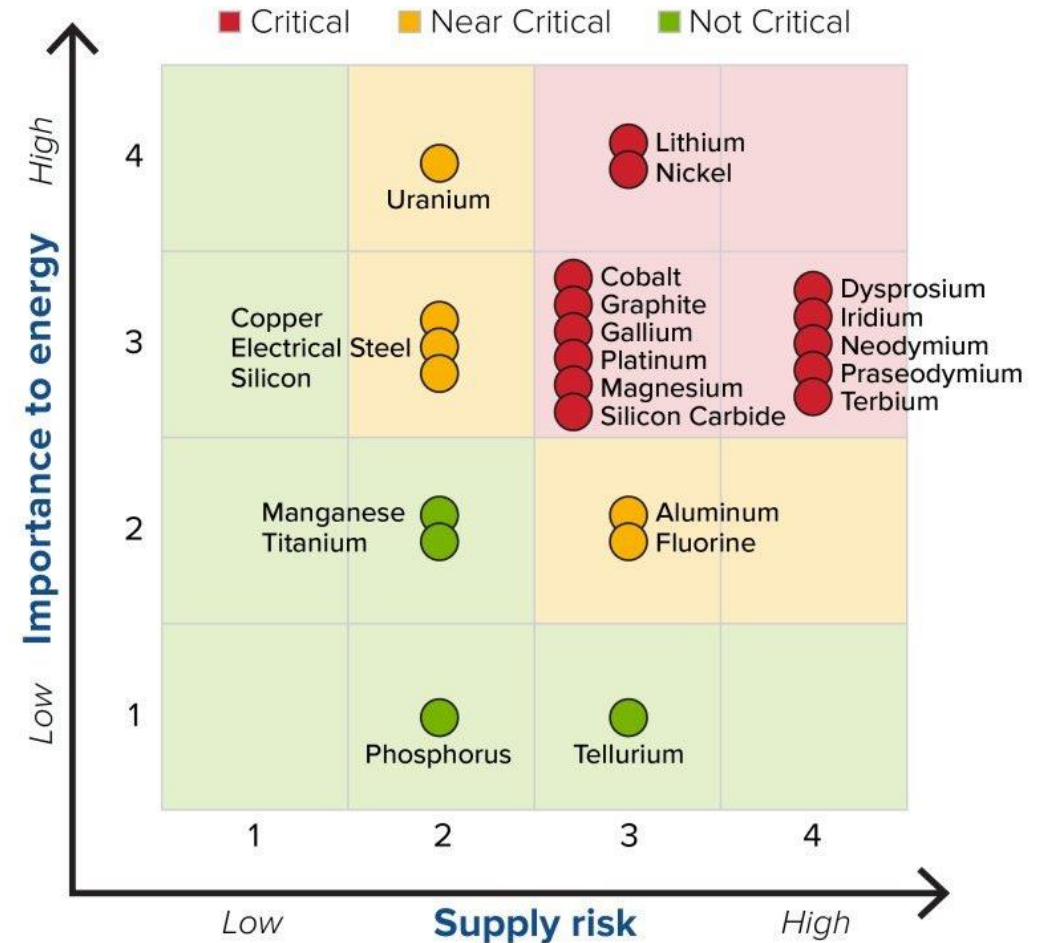 Critical Near Critical Not Critical
High
4
Uranium
Lithium
Nickel
Importance to energy
3
Copper
Electrical Steel
Silicon
Cobalt
Graphite
Gallium
Platinum
Magnesium
Silicon Carbide
Dysprosium
Iridium
Neodymium
Praseodymium
Terbium
2
Manganese
Titanium
Aluminum
Fluorine
Low
1
Phosphorus
Tellurium
1 2 3 4
Low Supply risk High